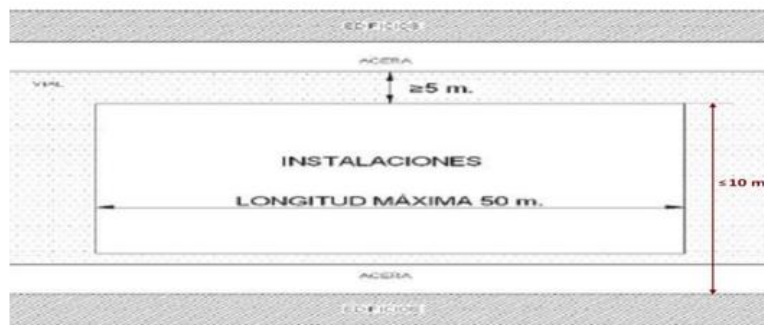 EDIFICIOS
ACERA
VIAL
≥5 m.
INSTALACIONES
≤10 m
LONGITUD MÁXIMA 50 m.
ACERA
EDIFICIOS